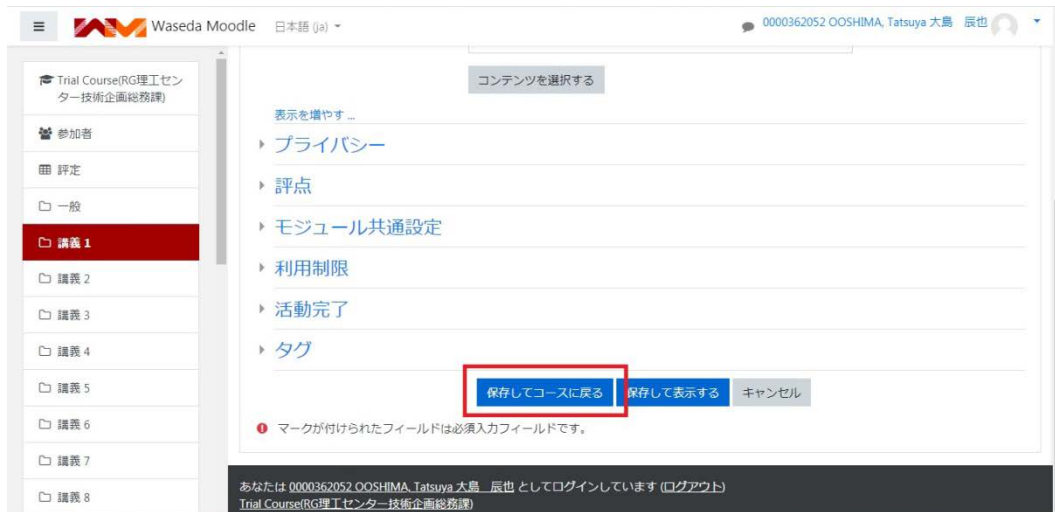 Waseda Moodle 日本語 (ja)
0000362052 OOSHIMA, Tatsuya 大島 辰也
Trial Course(RG理工セン
ター技術企画総務課)
参加者
評定
一般
講義 1
講義 2
講義 3
講義 4
講義 5
講義 6
講義 7
講義 8
コンテンツを選択する
表示を増やす ...
プライバシー
評点
モジュール共通設定
利用制限
活動完了
タグ
保存してコースに戻る 保存して表示する キャンセル
マークが付けられたフィールドは必須入力フィールドです。
あなたは 0000362052 OOSHIMA, Tatsuya 大島 辰也 としてログインしています (ログアウト)
Trial Course(RG理工センター技術企画総務課)